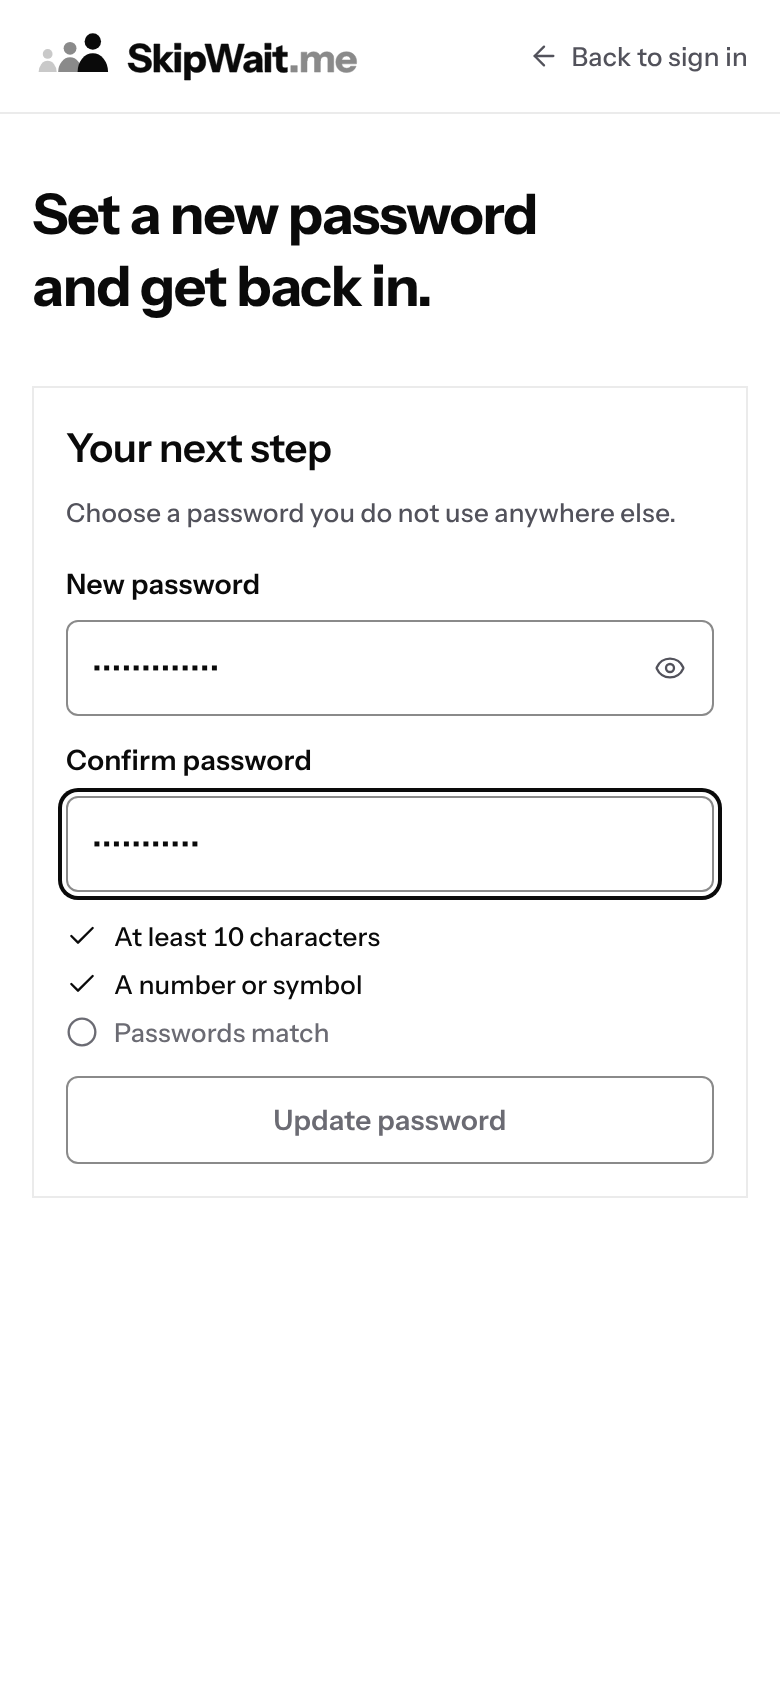 SkipWait.me
Back to sign in
Set a new password
and get back in.
Your next step
Choose a password you do not use anywhere else.
New password
•••••••••••••
Confirm password
•••••••••••
At least 10 characters
A number or symbol
Passwords match
Update password